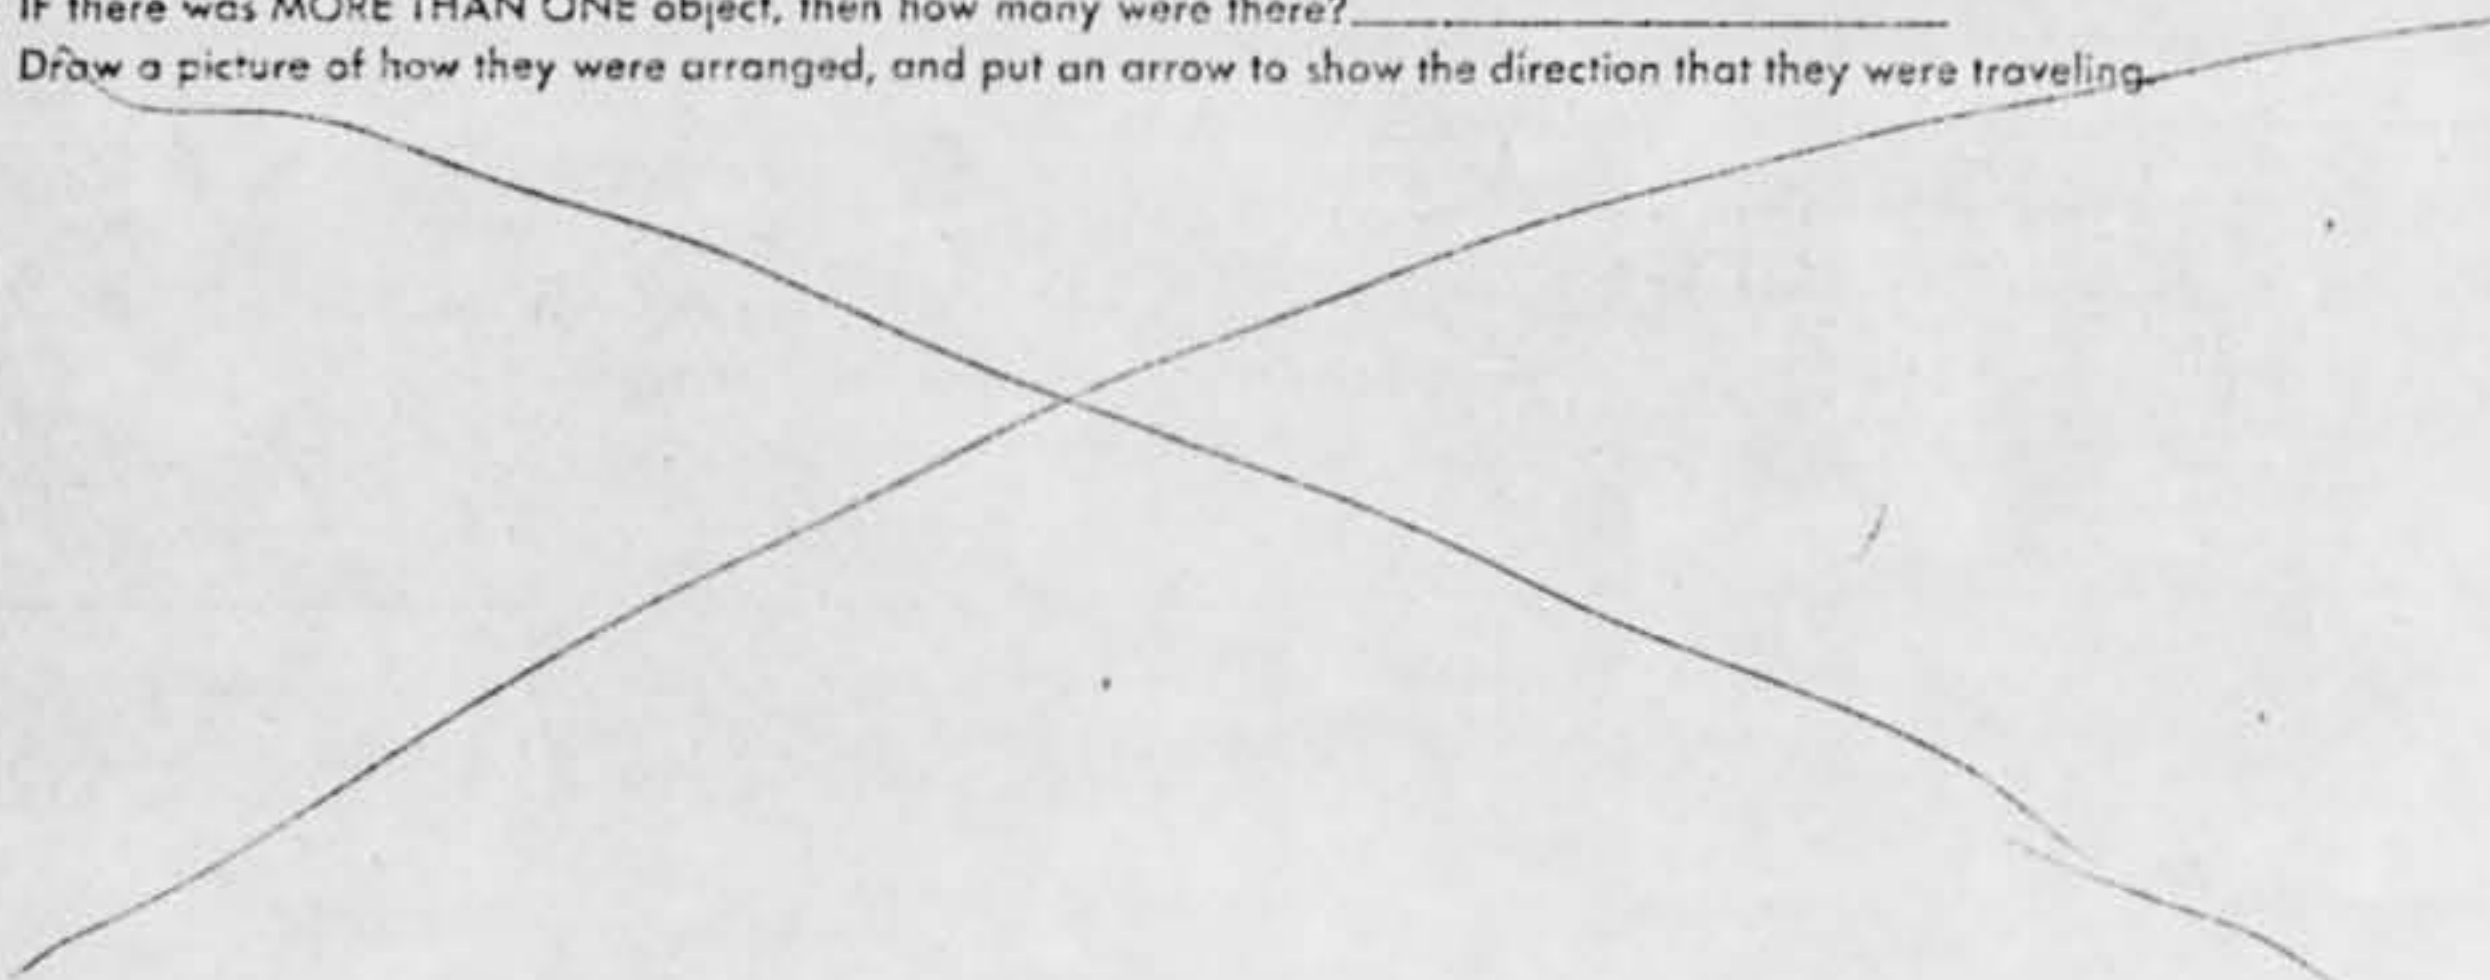 IF there was MORE THAN ONE object, then how many were there?
Draw a picture of how they were arranged, and put an arrow to show the direction that they were traveling.